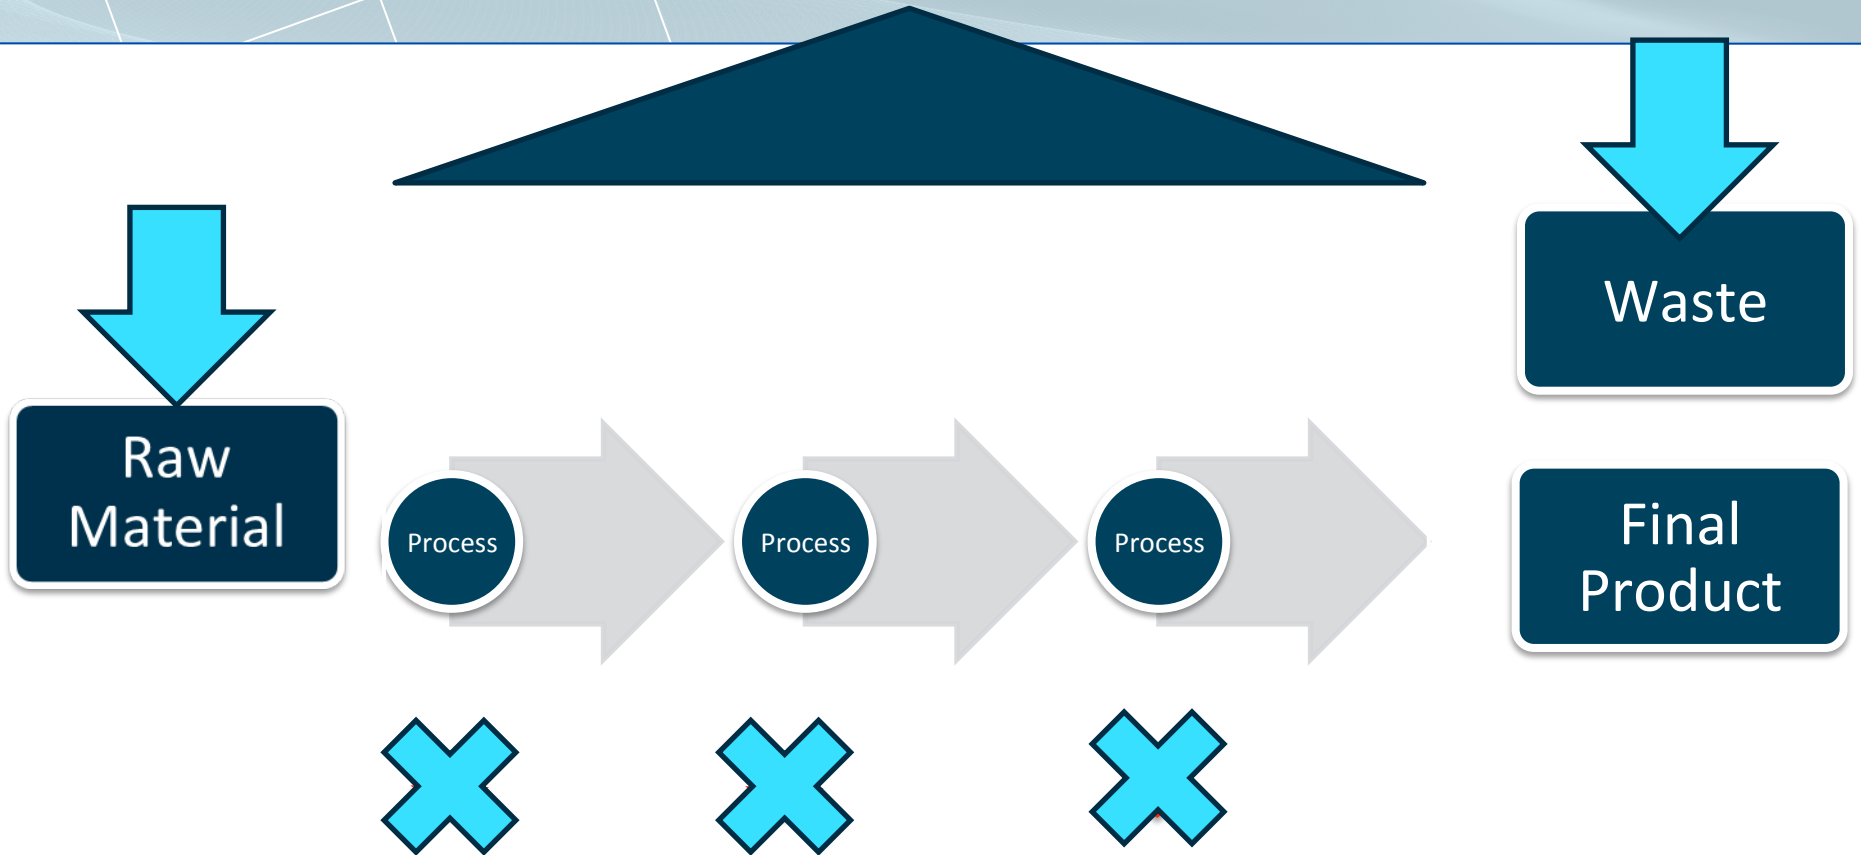 Waste
Raw
Material
Process
Process
Process
Final
Product